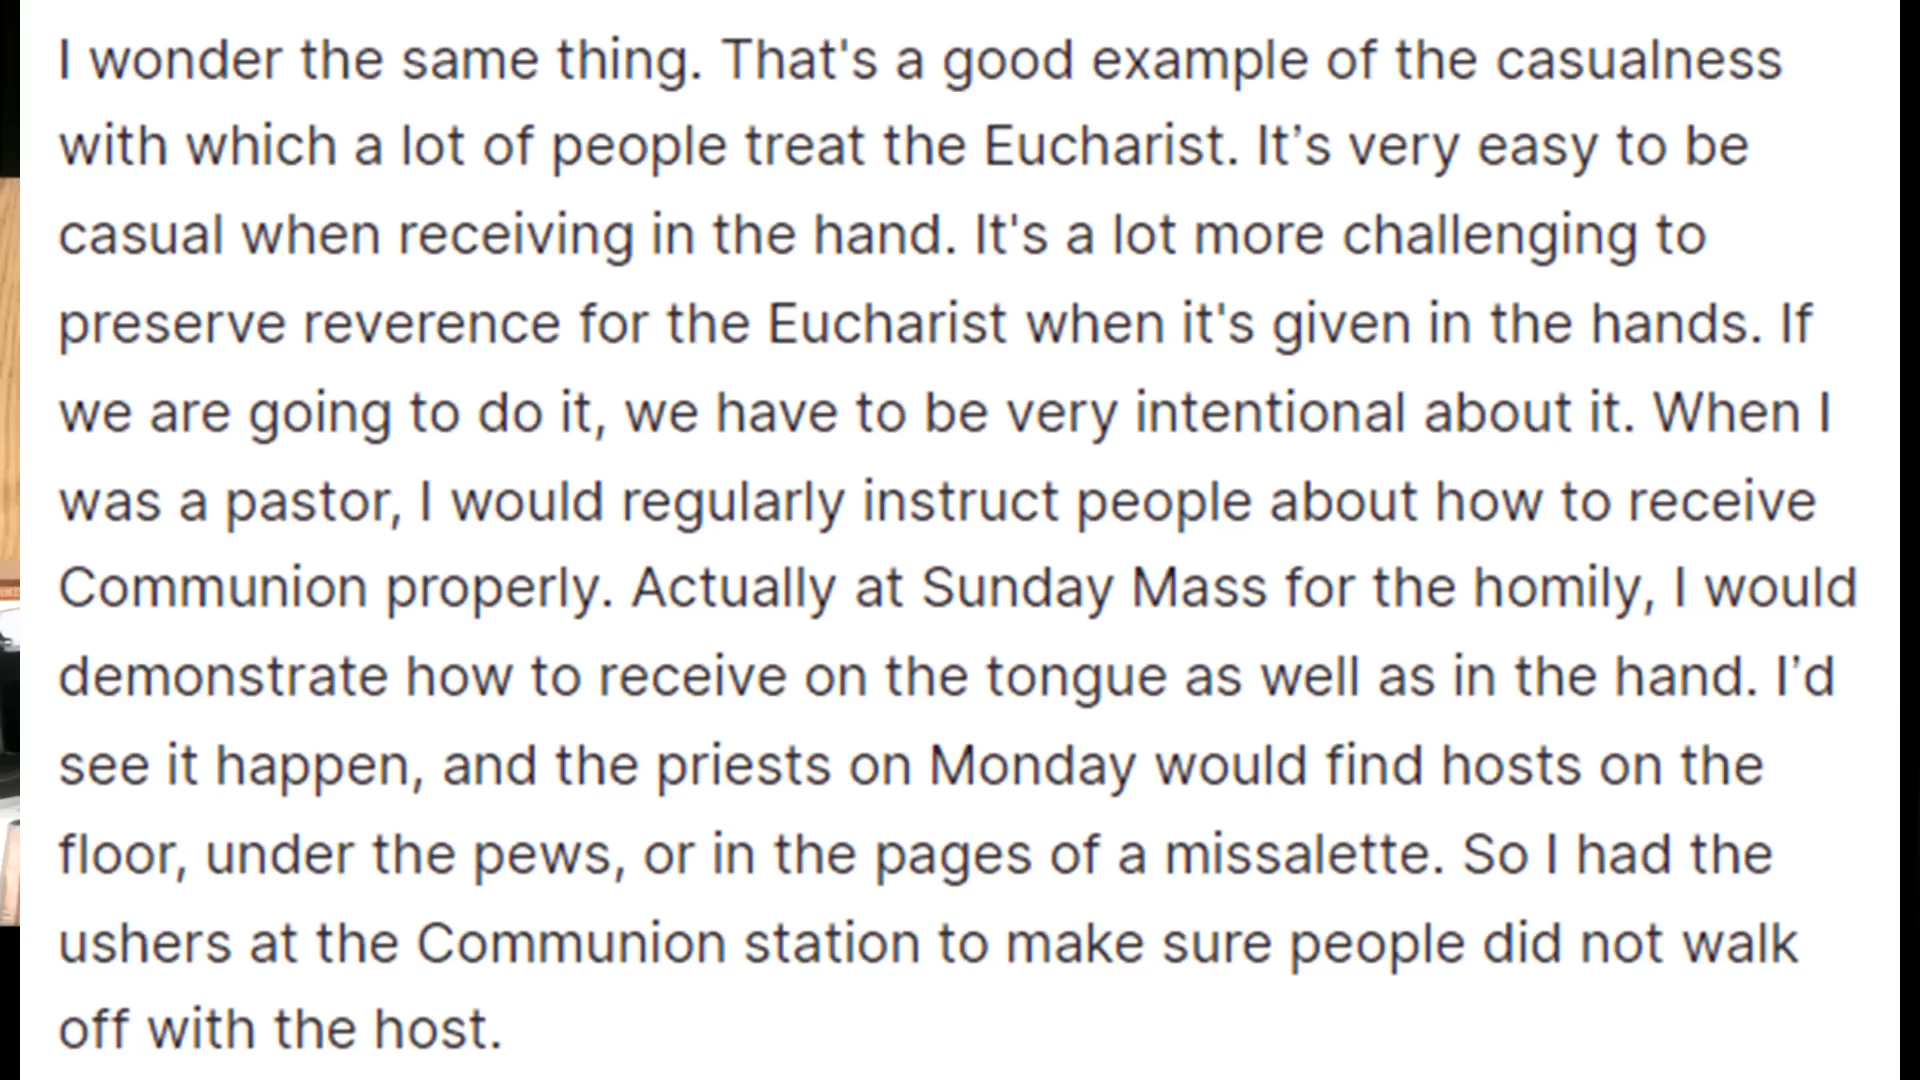 I wonder the same thing. That's a good example of the casualness
with which a lot of people treat the Eucharist. It’s very easy to be
casual when receiving in the hand. It's a lot more challenging to
preserve reverence for the Eucharist when it's given in the hands. If
we are going to do it, we have to be very intentional about it. When I
was a pastor, I would regularly instruct people about how to receive
Communion properly. Actually at Sunday Mass for the homily, I would
demonstrate how to receive on the tongue as well as in the hand. I’d
see it happen, and the priests on Monday would find hosts on the
floor, under the pews, or in the pages of a missalette. So I had the
ushers at the Communion station to make sure people did not walk
off with the host.